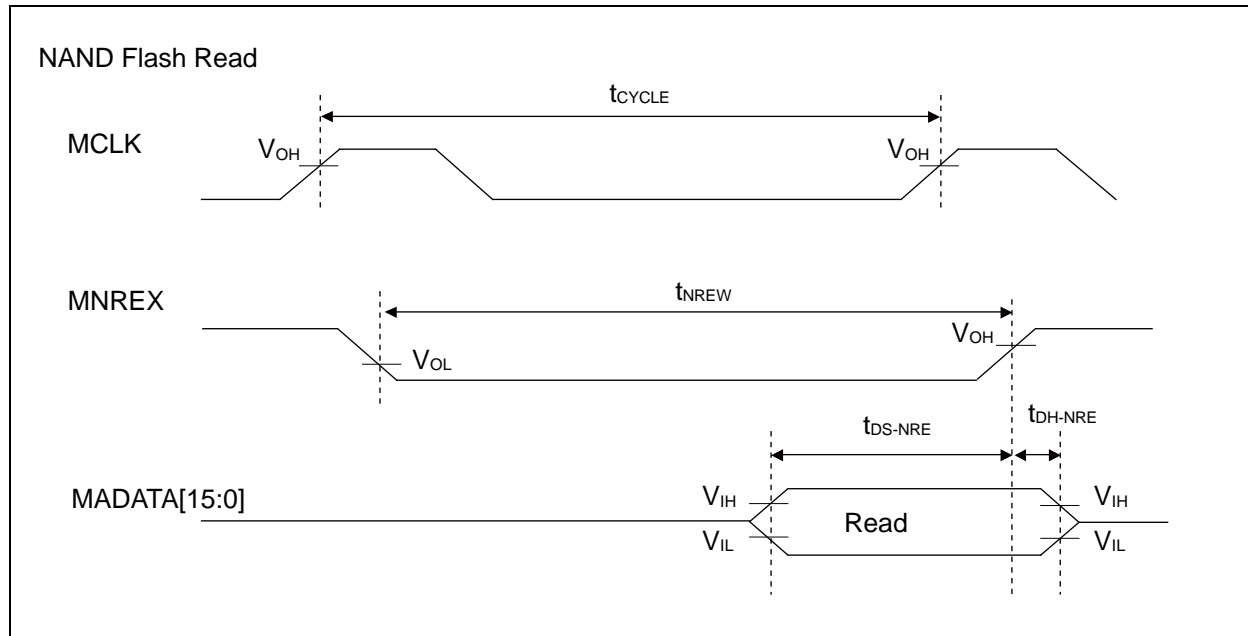 NAND Flash Read
tCYCLE
MCLK
VOH
VOH
MNREX
tNREW
VOL
VOH
tDS-NRE
tDH-NRE
MADATA[15:0]
VIH
Read
VIH
VIL
VIL